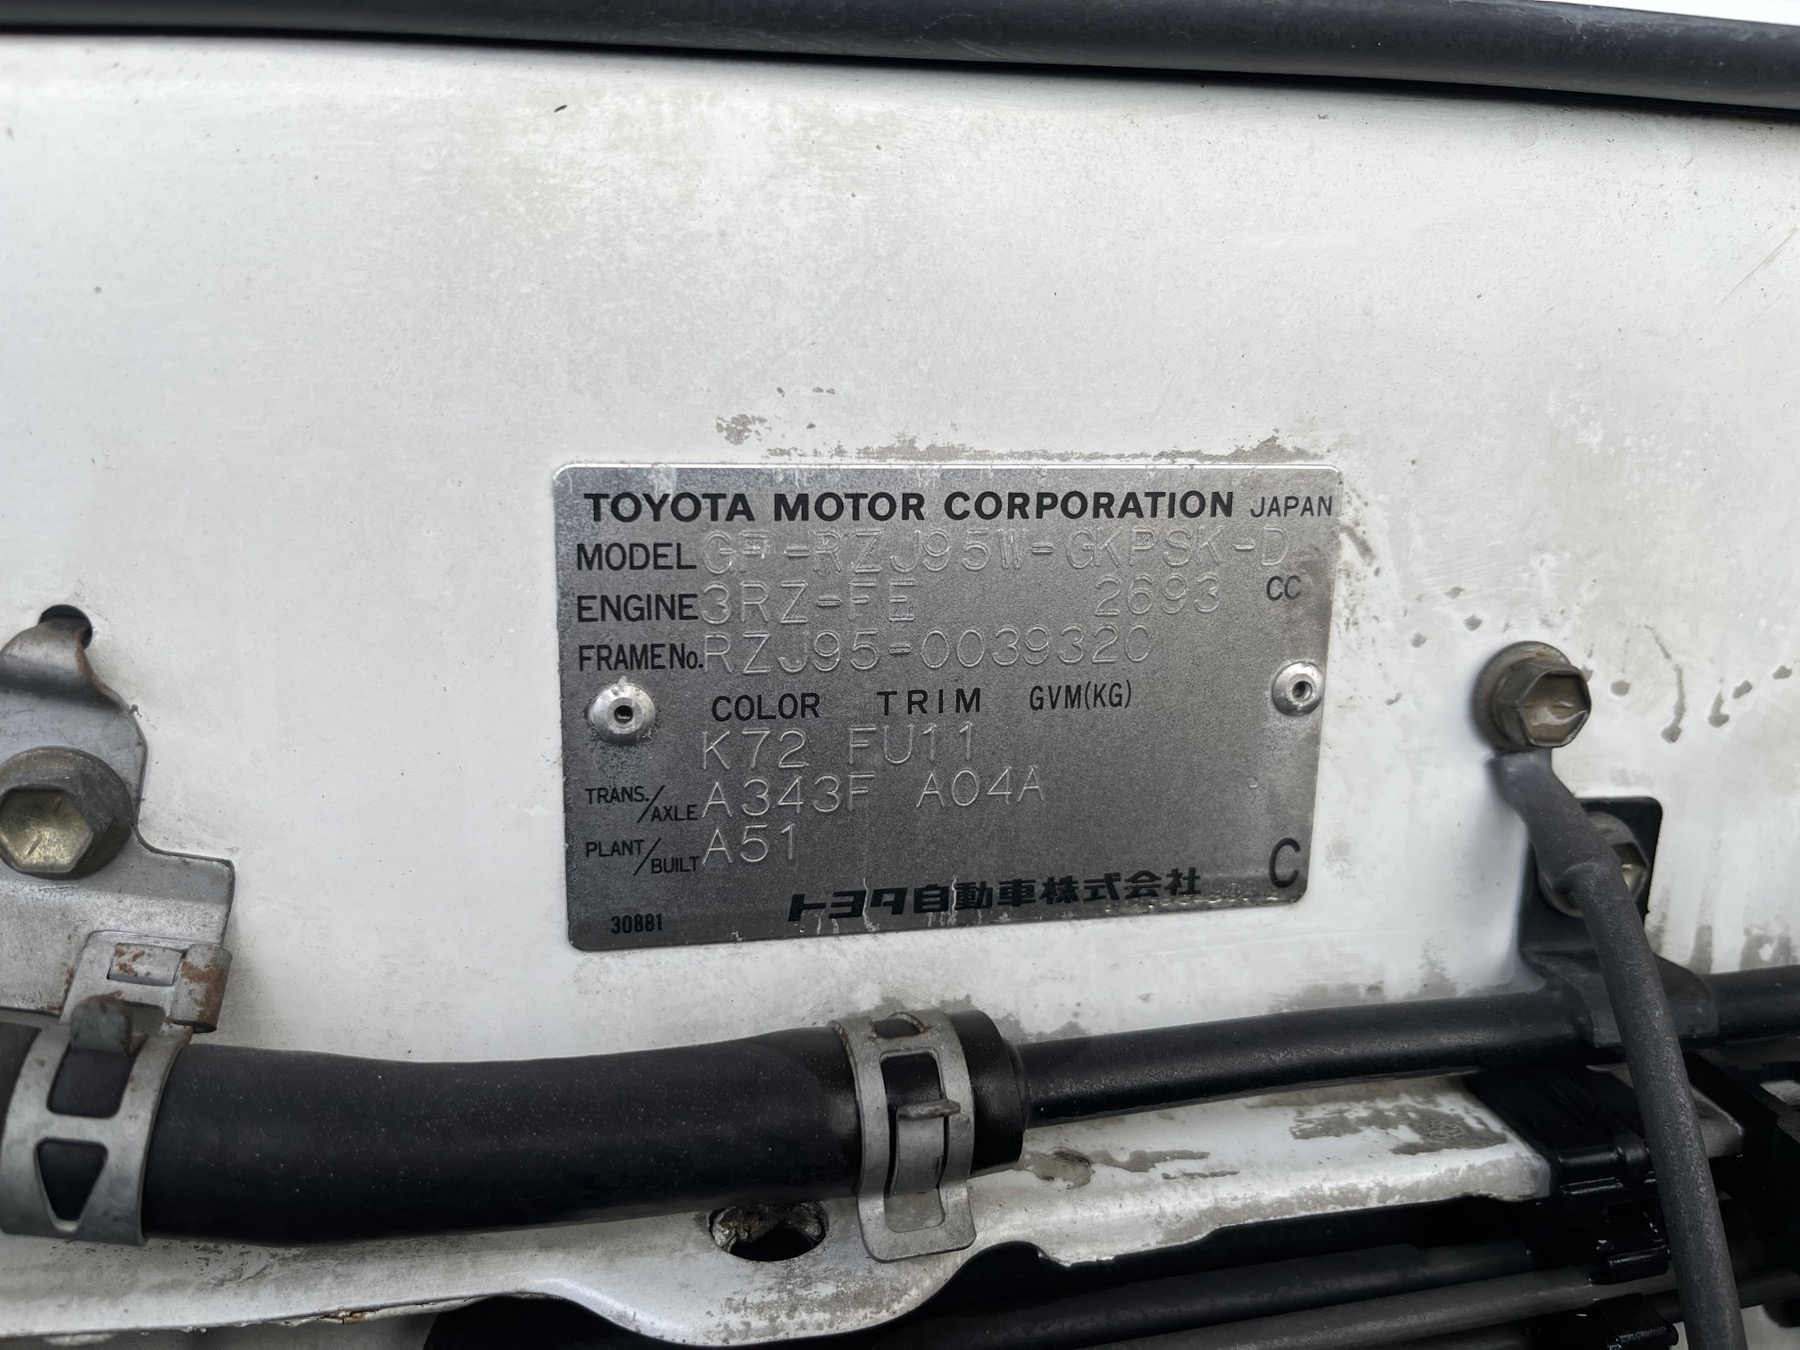 TOYOTA MOTOR CORPORATION JAPAN
MODEL GF-RZJ95W-GKPSK-D
ENGINE 3RZ-FE 2693 CC
FRAME No. RZJ95-0039320
COLOR TRIM GVM(KG)
K72 FU11
TRANS./AXLE A343F A04A
PLANT/BUILT A51
トヨタ自動車株式会社 C
30881